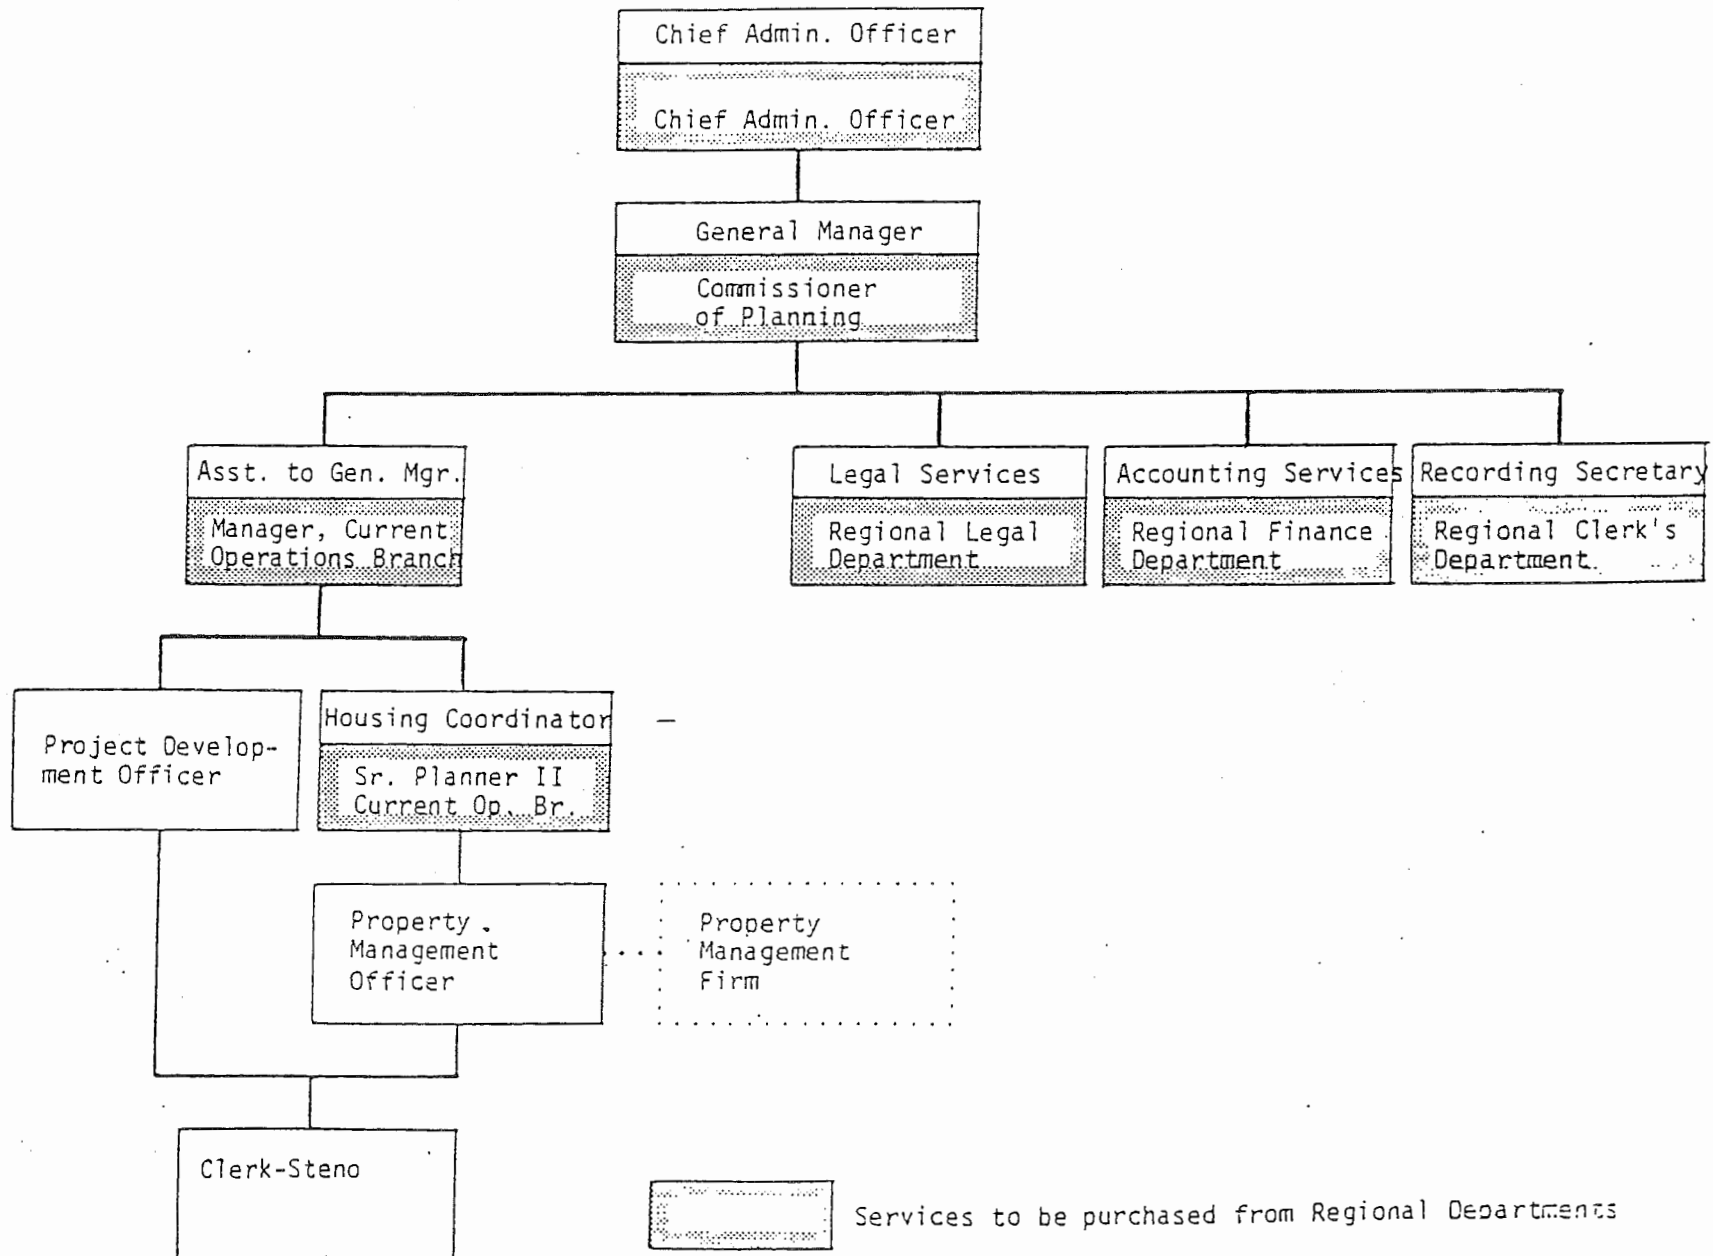 Chief Admin. Officer
Chief Admin. Officer
General Manager
Commissioner
of Planning
Asst. to Gen. Mgr.
Manager, Current
Operations Branch
Legal Services
Regional Legal
Department
Accounting Services
Regional Finance
Department
Recording Secretary
Regional Clerk's
Department
Project Develop-
ment Officer
Housing Coordinator
Sr. Planner II
Current Op. Br.
Property
Management
Officer
Property
Management
Firm
Clerk-Steno
Services to be purchased from Regional Departments